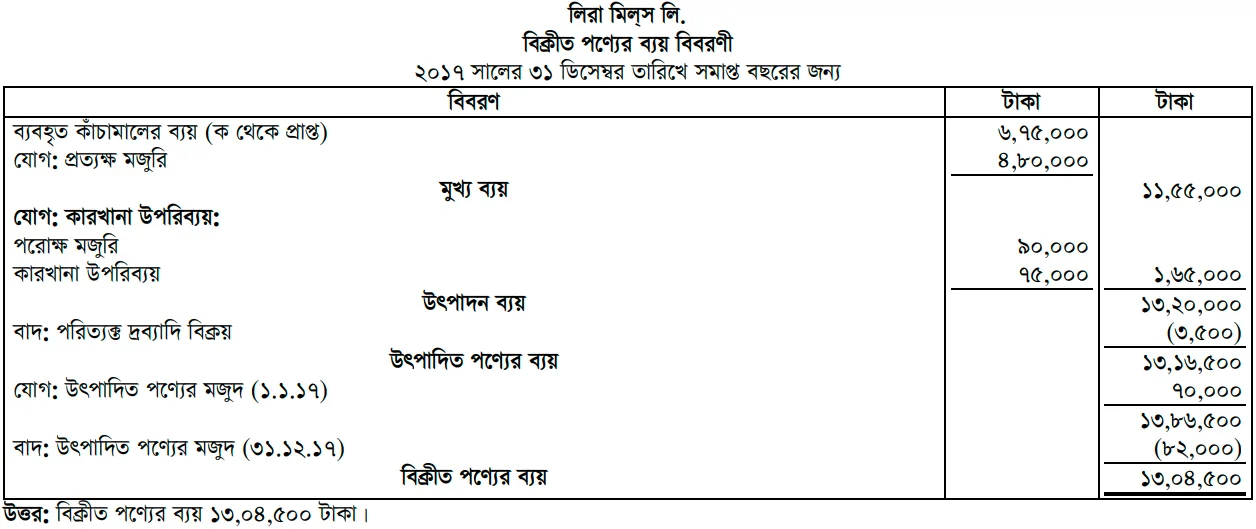 লিরা মিল্‌স লি.
বিক্রীত পণ্যের ব্যয় বিবরণী
২০১৭ সালের ৩১ ডিসেম্বর তারিখে সমাপ্ত বছরের জন্য
বিবরণ টাকা টাকা
ব্যবহৃত কাঁচামালের ব্যয় (ক থেকে প্রাপ্ত) ৬,৭৫,০০০
যোগ: প্রত্যক্ষ মজুরি ৪,৮০,০০০
মুখ্য ব্যয় ১১,৫৫,০০০
যোগ: কারখানা উপরিব্যয়:
পরোক্ষ মজুরি ৯০,০০০
কারখানা উপরিব্যয় ৭৫,০০০ ১,৬৫,০০০
উৎপাদন ব্যয় ১৩,২০,০০০
বাদ: পরিত্যক্ত দ্রব্যাদি বিক্রয় (৩,৫০০)
উৎপাদিত পণ্যের ব্যয় ১৩,১৬,৫০০
যোগ: উৎপাদিত পণ্যের মজুদ (১.১.১৭) ৭০,০০০
১৩,৮৬,৫০০
বাদ: উৎপাদিত পণ্যের মজুদ (৩১.১২.১৭) (৮২,০০০)
বিক্রীত পণ্যের ব্যয় ১৩,০৪,৫০০
উত্তর: বিক্রীত পণ্যের ব্যয় ১৩,০৪,৫০০ টাকা।